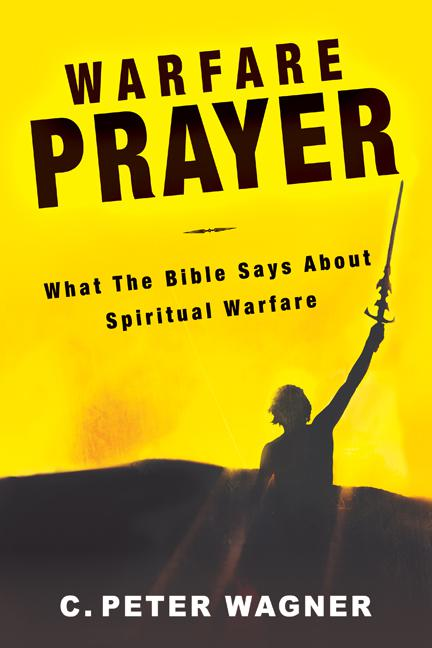 WARFARE
PRAYER
What The Bible Says About
Spiritual Warfare
C. PETER WAGNER